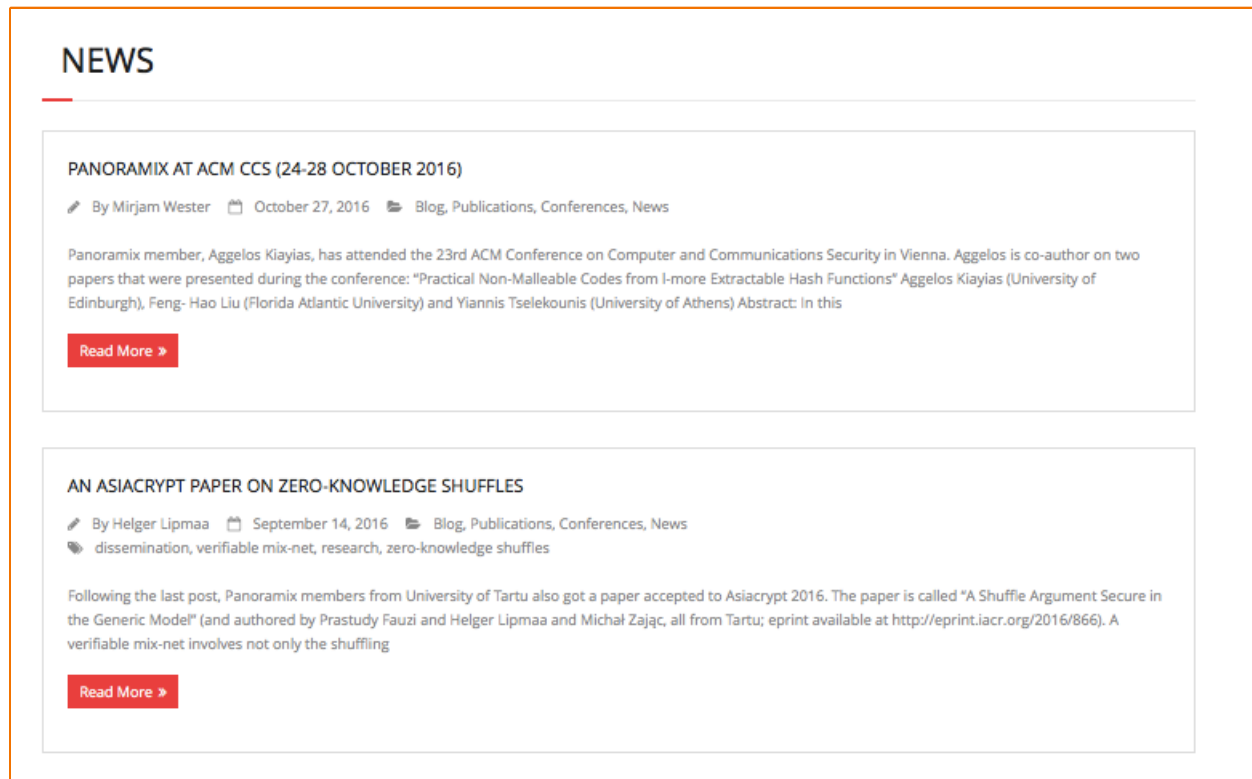 NEWS
PANORAMIX AT ACM CCS (24-28 OCTOBER 2016)
By Mirjam Wester October 27, 2016 Blog, Publications, Conferences, News
Panoramix member, Aggelos Kiayias, has attended the 23rd ACM Conference on Computer and Communications Security in Vienna. Aggelos is co-author on two
papers that were presented during the conference: “Practical Non-Malleable Codes from l-more Extractable Hash Functions” Aggelos Kiayias (University of
Edinburgh), Feng- Hao Liu (Florida Atlantic University) and Yiannis Tselekounis (University of Athens) Abstract: In this
Read More »
AN ASIACRYPT PAPER ON ZERO-KNOWLEDGE SHUFFLES
By Helger Lipmaa September 14, 2016 Blog, Publications, Conferences, News
dissemination, verifiable mix-net, research, zero-knowledge shuffles
Following the last post, Panoramix members from University of Tartu also got a paper accepted to Asiacrypt 2016. The paper is called “A Shuffle Argument Secure in
the Generic Model” (and authored by Prastudy Fauzi and Helger Lipmaa and Michał Zając, all from Tartu; eprint available at http://eprint.iacr.org/2016/866). A
verifiable mix-net involves not only the shuffling
Read More »